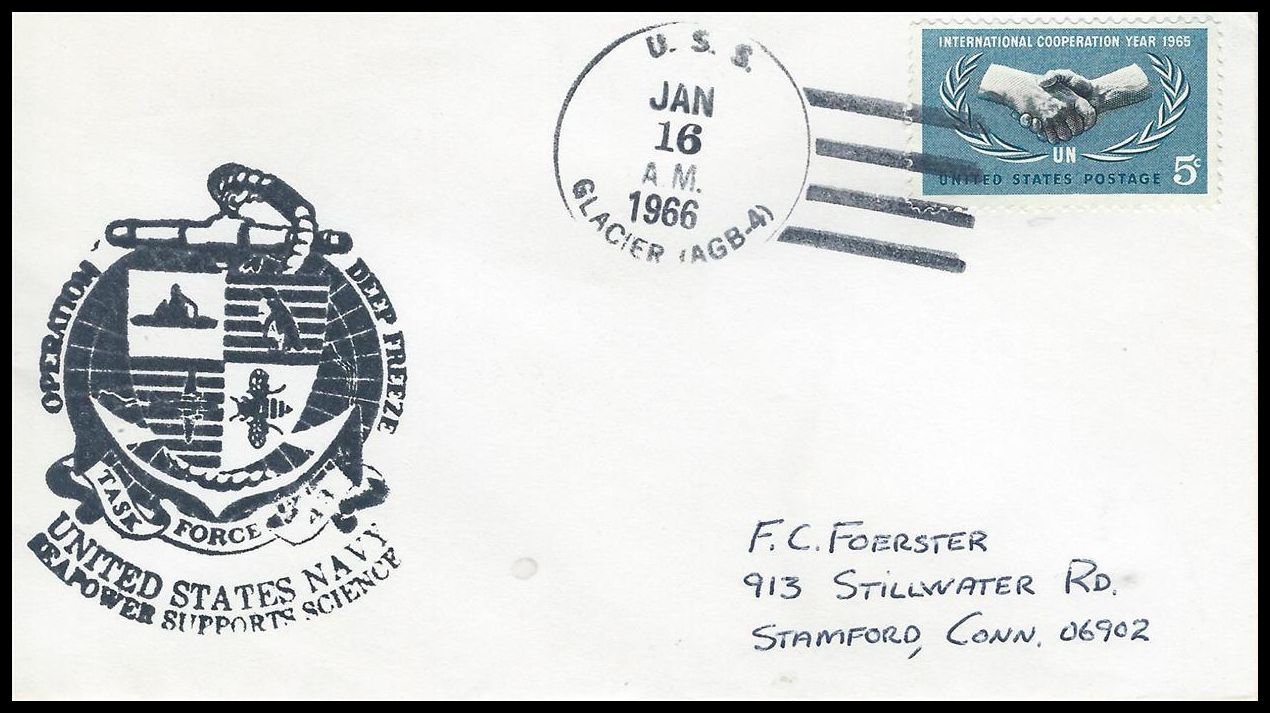 U. S. S.
JAN
16
A.M.
1966
GLACIER (AGB-4)
INTERNATIONAL COOPERATION YEAR 1965
UN
UNITED STATES POSTAGE 5c
OPERATION DEEP FREEZE
TASK FORCE
UNITED STATES NAVY
SEAPOWER SUPPORTS SCIENCE
F. C. FOERSTER
913 STILLWATER RD.
STAMFORD, CONN. 06902